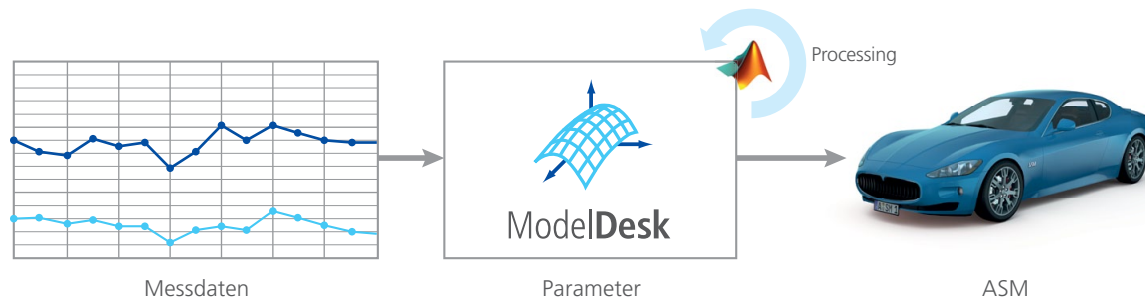 Processing
ModelDesk
Messdaten
Parameter
ASM